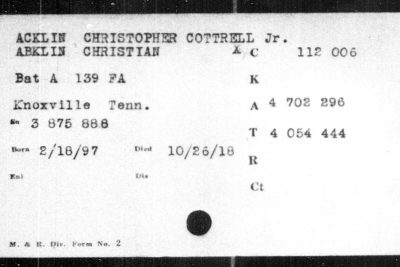 ACKLIN CHRISTOPHER COTTRELL Jr.
ABKLIN CHRISTIAN X C 112 006
Bat A 139 FA K
Knoxville Tenn. A 4 702 296
Sn 3 875 888
T 4 054 444
Born 2/18/97 Died 10/26/18
R
Enl Dis
Ct
M. & R. Div. Form No. 2